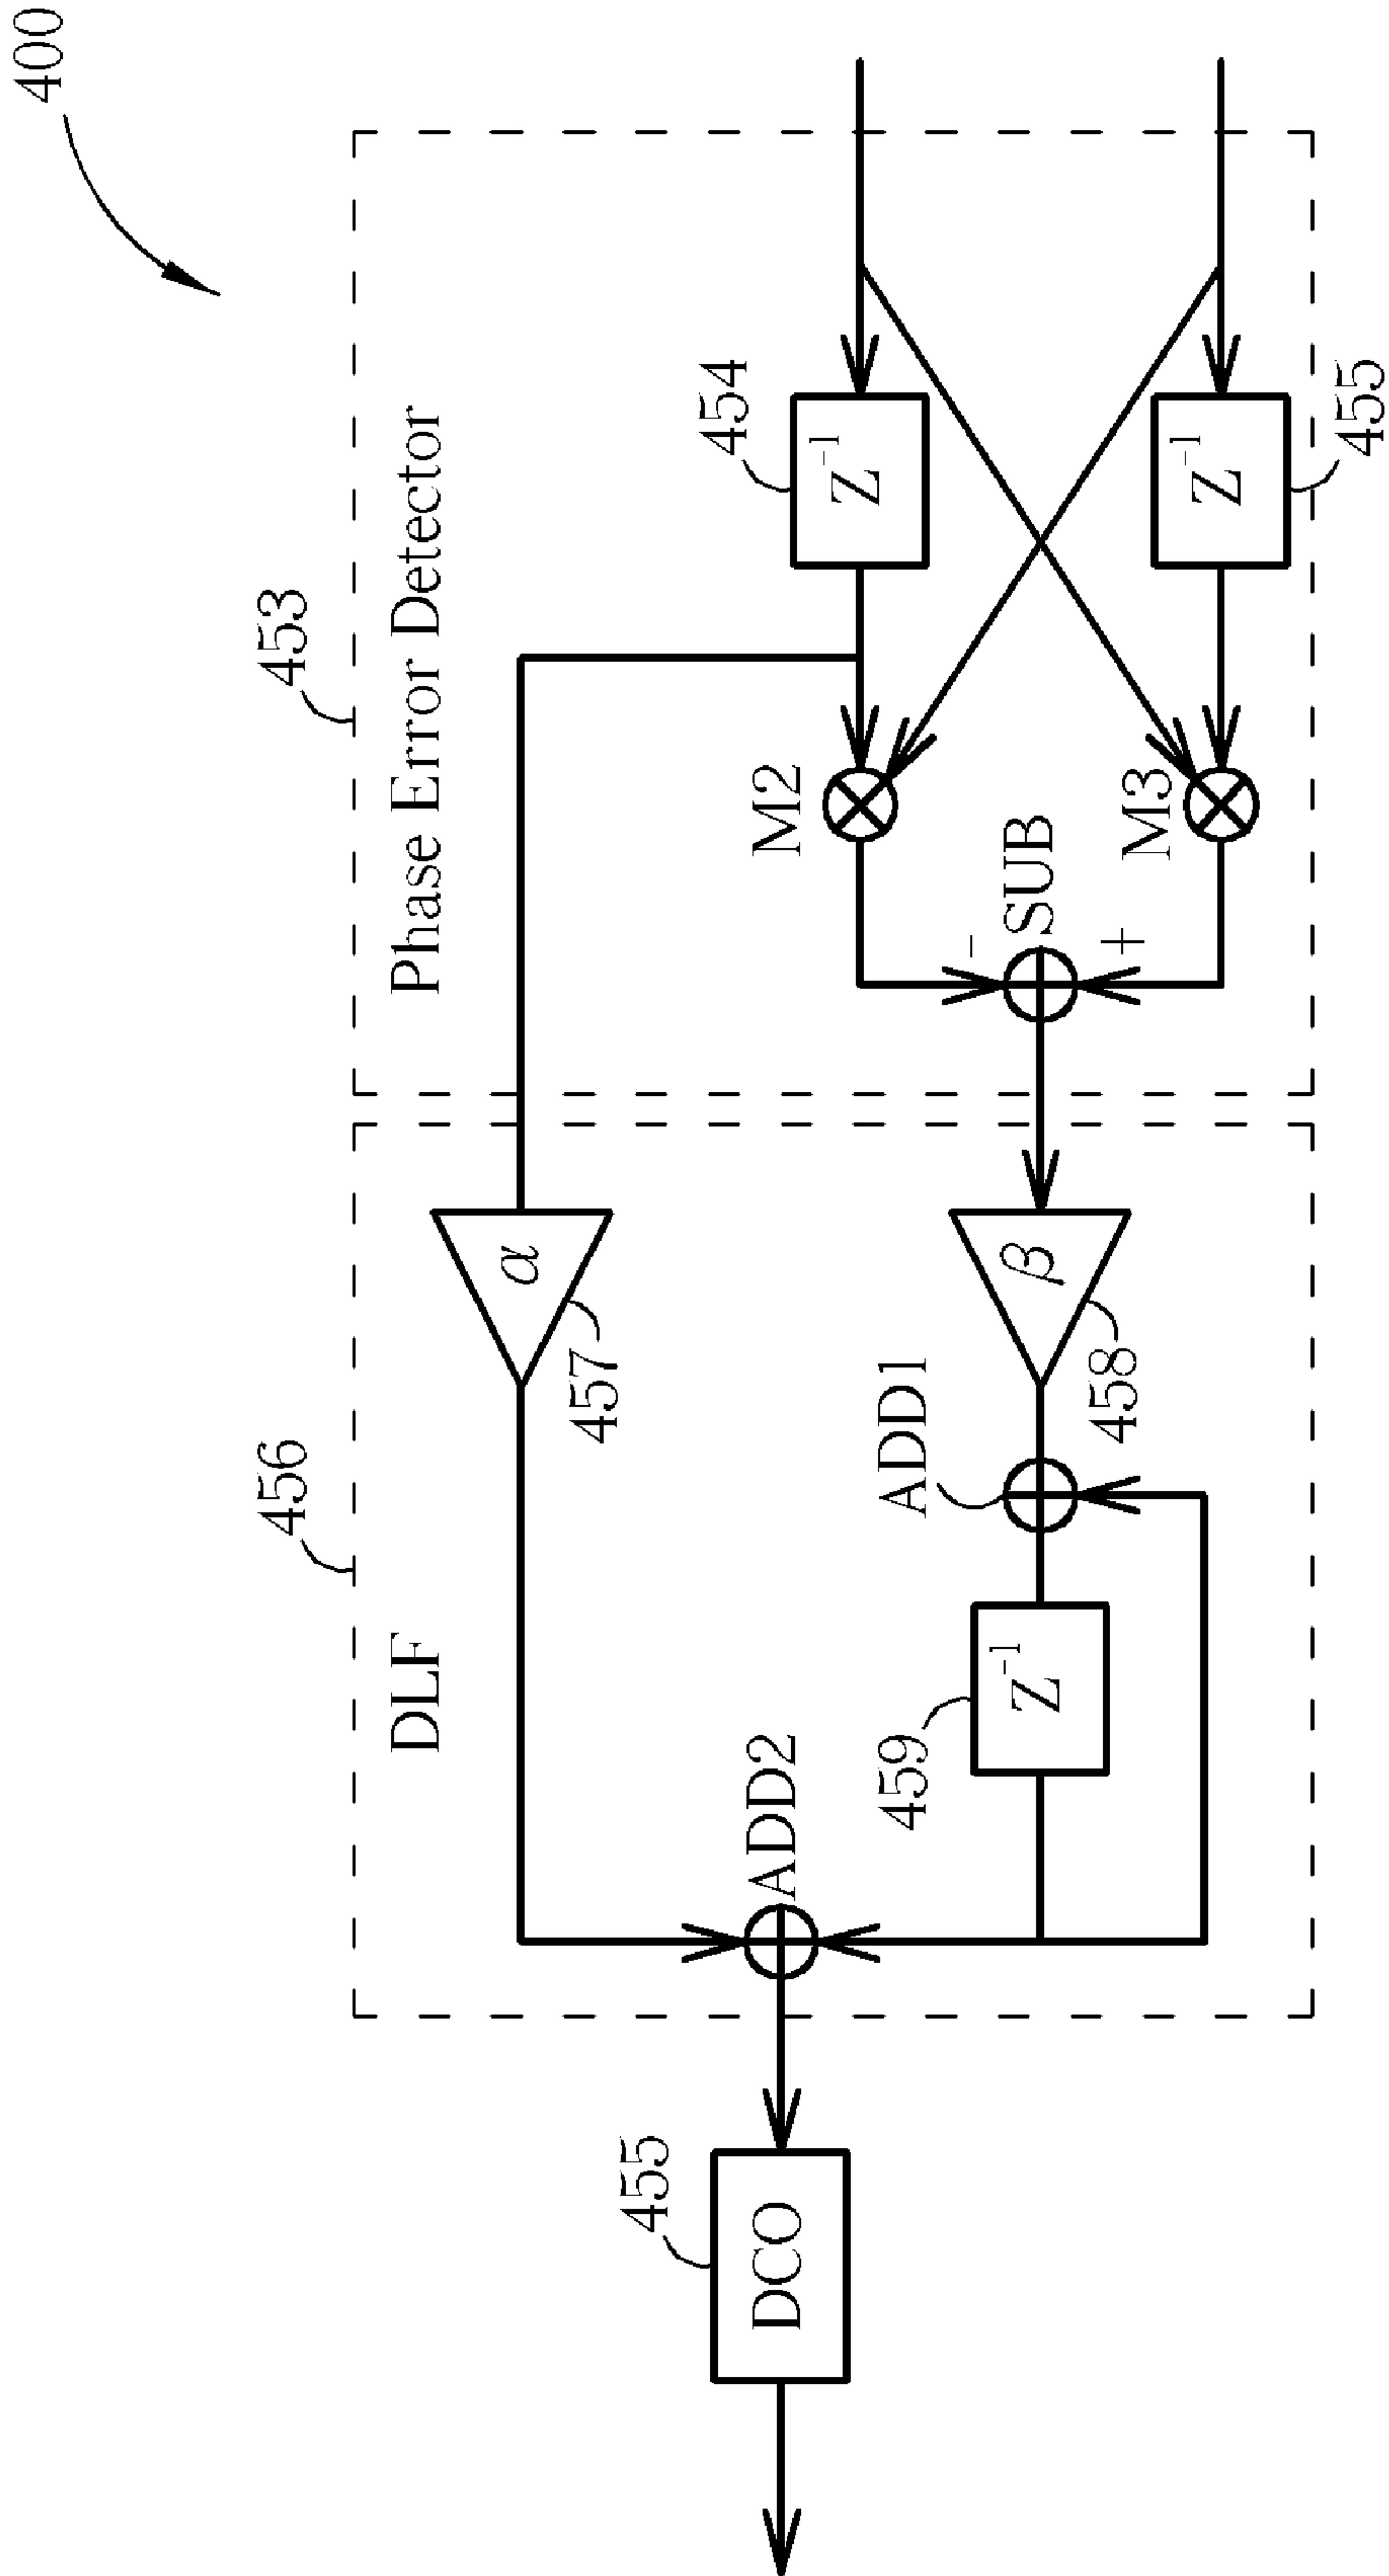 400
453
Phase Error Detector
454
Z⁻¹
455
Z⁻¹
M2
M3
SUB
-
+
456
DLF
α
457
β
458
ADD1
Z⁻¹
459
ADD2
455
DCO